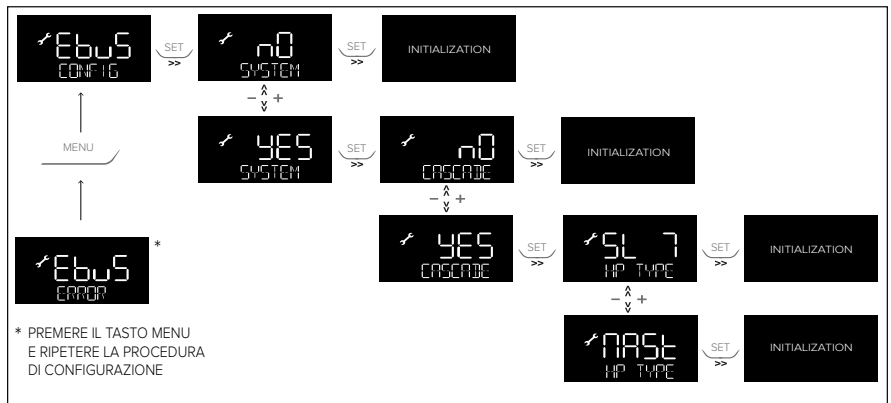 EbuS
CONFIG
SET
>>
nO
SYSTEM
SET
>>
INITIALIZATION
- +
MENU
YES
SYSTEM
SET
>>
nO
CASCADE
SET
>>
INITIALIZATION
- +
EbuS
ERROR
*
YES
CASCADE
SET
>>
SL 7
HP TYPE
SET
>>
INITIALIZATION
- +
* PREMERE IL TASTO MENU
E RIPETERE LA PROCEDURA
DI CONFIGURAZIONE
MASt
HP TYPE
SET
>>
INITIALIZATION